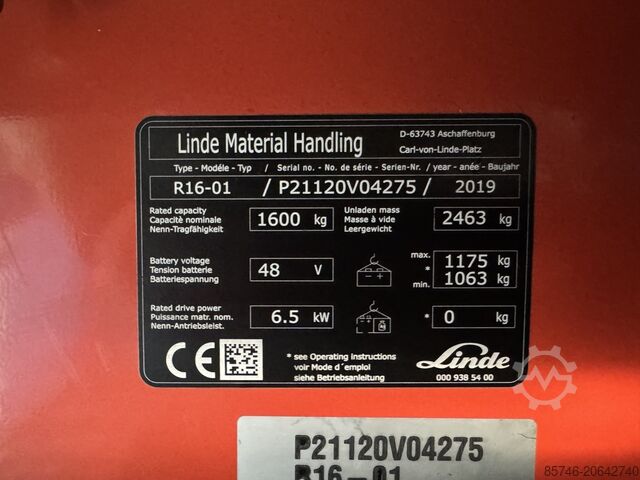 Linde Material Handling
D-63743 Aschaffenburg
Carl-von-Linde-Platz
Type - Modéle - Typ / Serial no. - No. de série - Serien-Nr. / year - anée - Baujahr
R16-01 / P21120V04275 / 2019
Rated capacity
Capacité nominale
Nenn-Tragfähigkeit
1600 kg
Unladen mass
Masse à vide
Leergewicht
2463 kg
Battery voltage
Tension batterie
Batteriespannung
48 V
max. 1175 kg
*
min. 1063 kg
Rated drive power
Puissance matr. nom.
Nenn-Antriebsleist.
6.5 kW
* 0 kg
CE
* see Operating instructions
voir Mode d´emploi
siehe Betriebsanleitung
Linde
000 938 54 00
P21120V04275
R16-01
85746-20642740